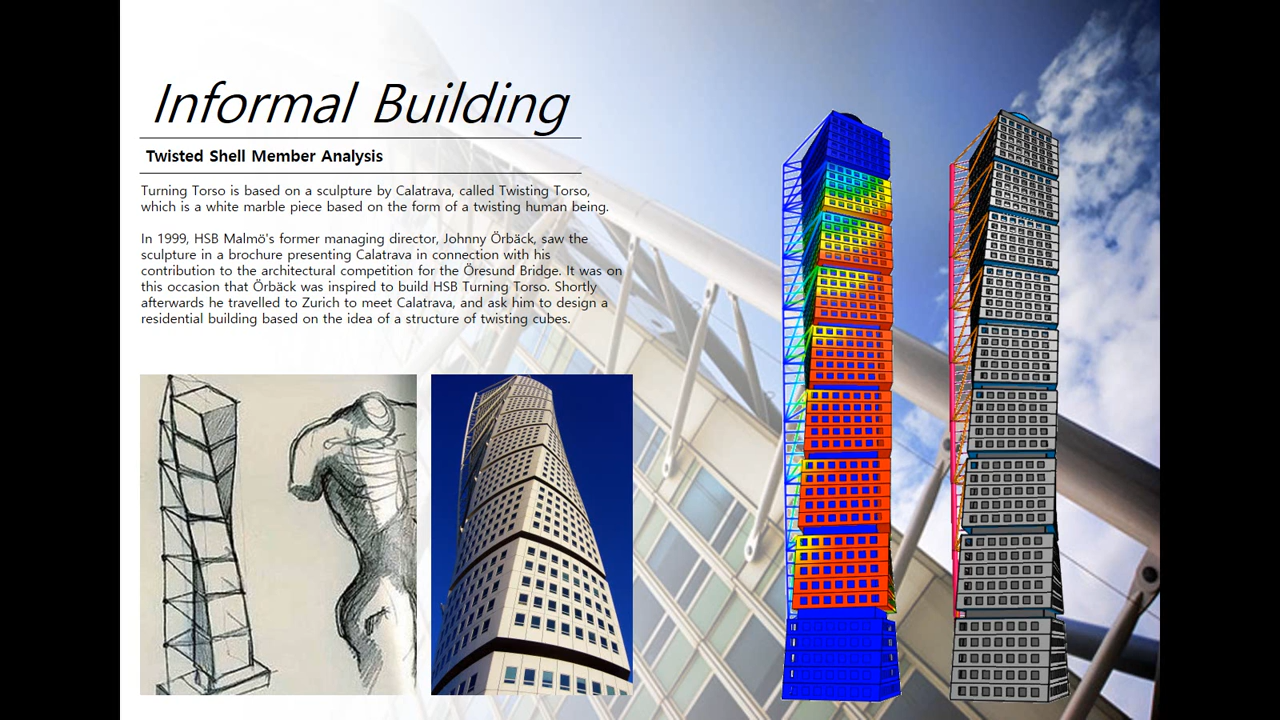 Informal Building
Twisted Shell Member Analysis
Turning Torso is based on a sculpture by Calatrava, called Twisting Torso,
which is a white marble piece based on the form of a twisting human being.
In 1999, HSB Malmö's former managing director, Johnny Örbäck, saw the
sculpture in a brochure presenting Calatrava in connection with his
contribution to the architectural competition for the Öresund Bridge. It was on
this occasion that Örbäck was inspired to build HSB Turning Torso. Shortly
afterwards he travelled to Zurich to meet Calatrava, and ask him to design a
residential building based on the idea of a structure of twisting cubes.